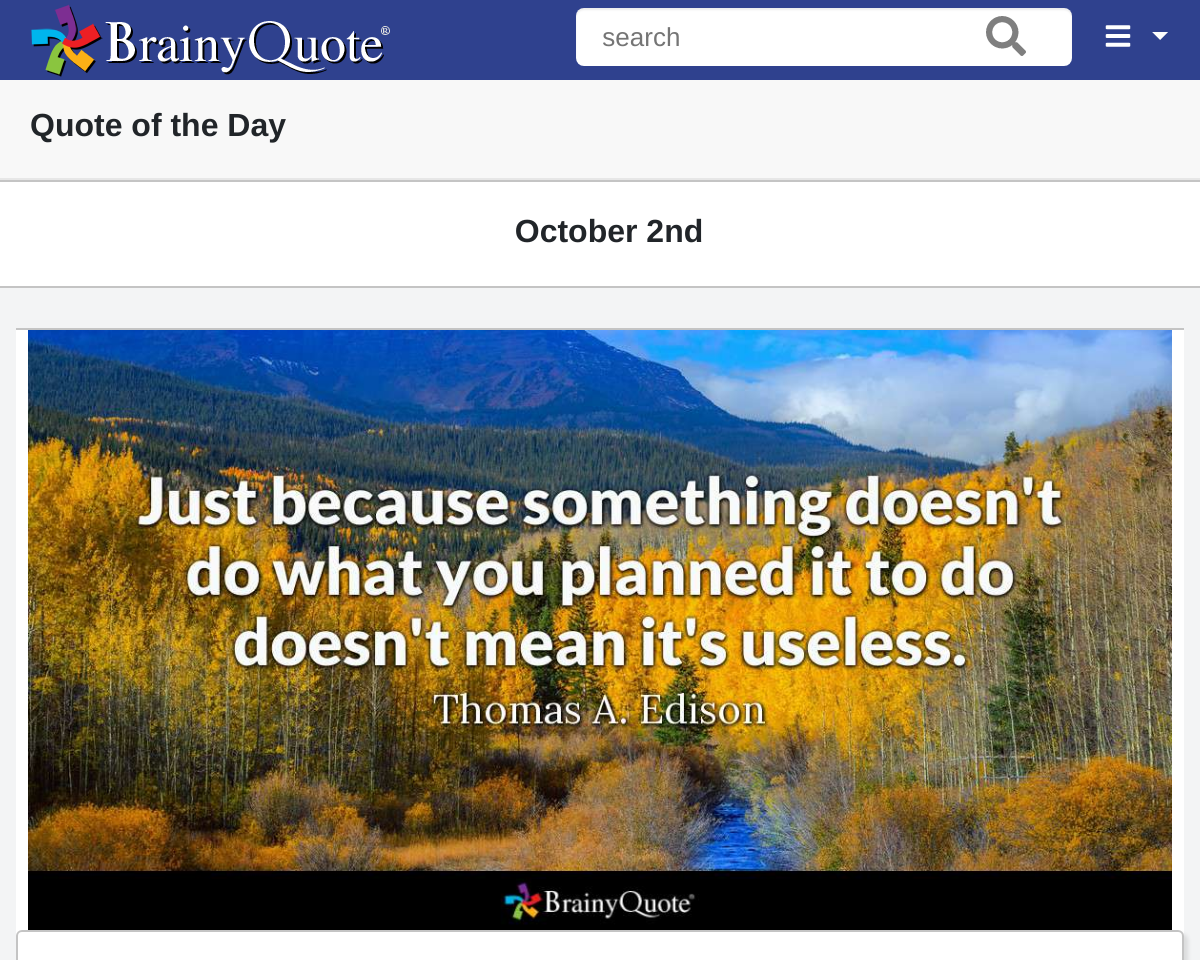 BrainyQuote®
search
Quote of the Day
October 2nd
Just because something doesn't
do what you planned it to do
doesn't mean it's useless.
Thomas A. Edison
BrainyQuote®